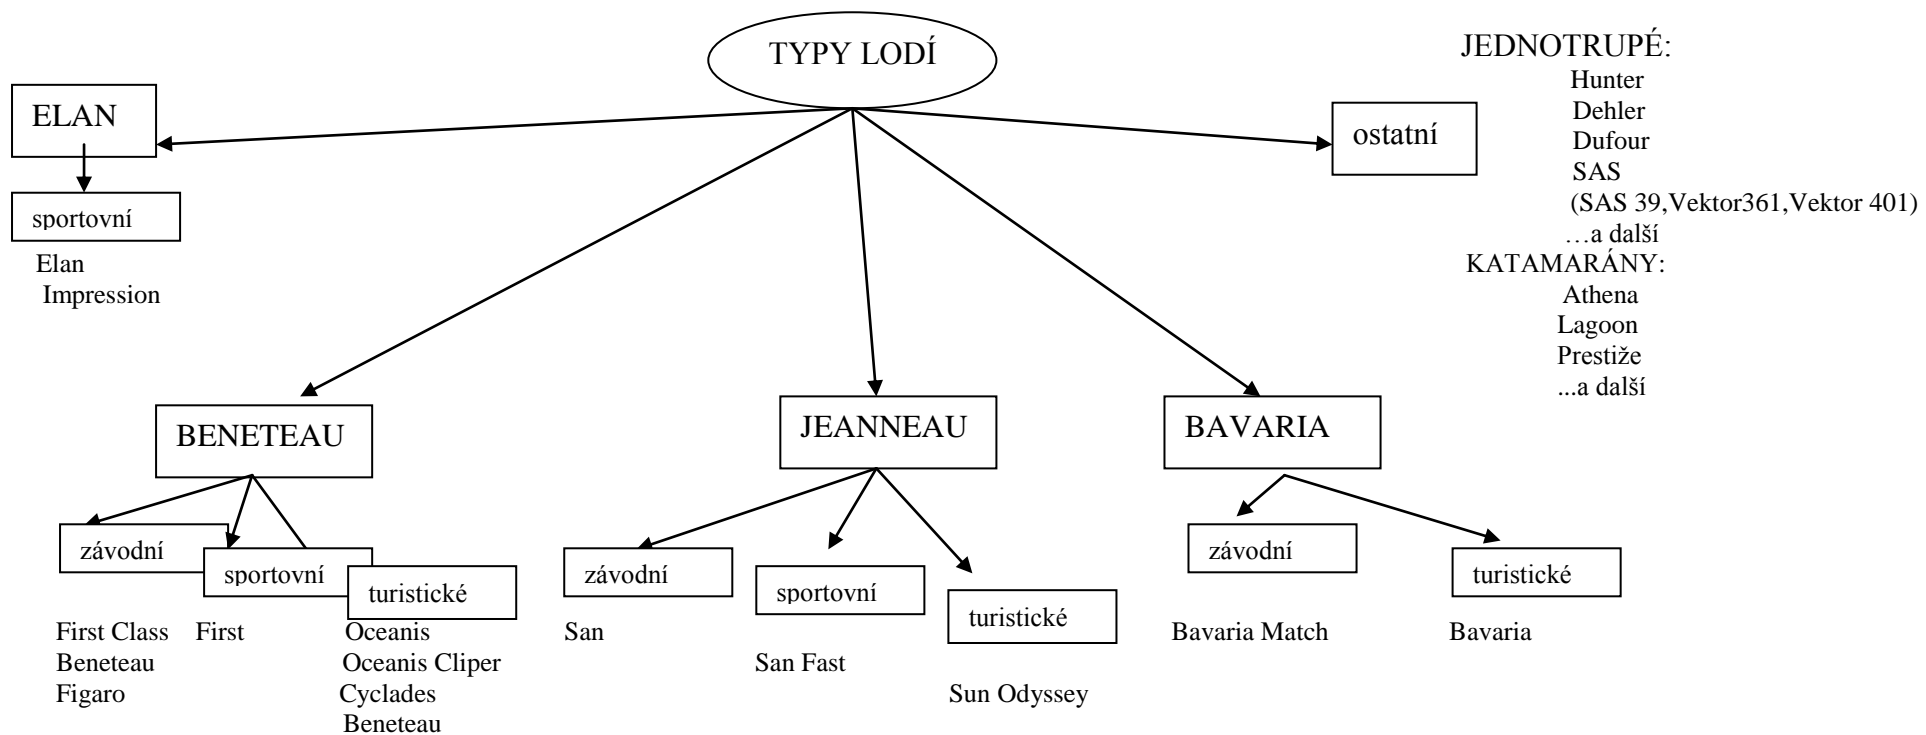 TYPY LODÍ
ELAN
sportovní
Elan
Impression
ostatní
JEDNOTRUPÉ:
Hunter
Dehler
Dufour
SAS
(SAS 39,Vektor361,Vektor 401)
…a další
KATAMARÁNY:
Athena
Lagoon
Prestiže
...a další
BENETEAU
závodní
First Class
Beneteau
Figaro
sportovní
First
turistické
Oceanis
Oceanis Cliper
Cyclades
Beneteau
JEANNEAU
závodní
San
sportovní
San Fast
turistické
Sun Odyssey
BAVARIA
závodní
Bavaria Match
turistické
Bavaria